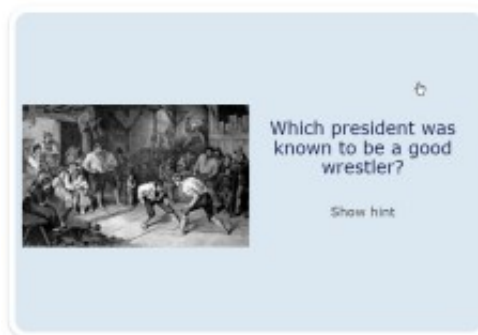 Which president was
known to be a good
wrestler?
Show hint